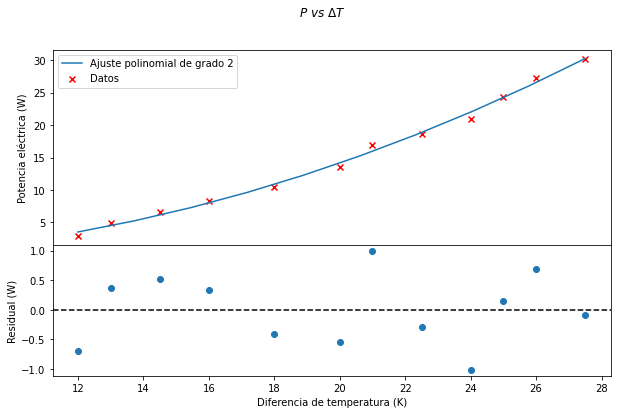 P vs ΔT
Potencia eléctrica (W)
30
25
20
15
10
5
Ajuste polinomial de grado 2
Datos
Residual (W)
1.0
0.5
0.0
−0.5
−1.0
12 14 16 18 20 22 24 26 28
Diferencia de temperatura (K)